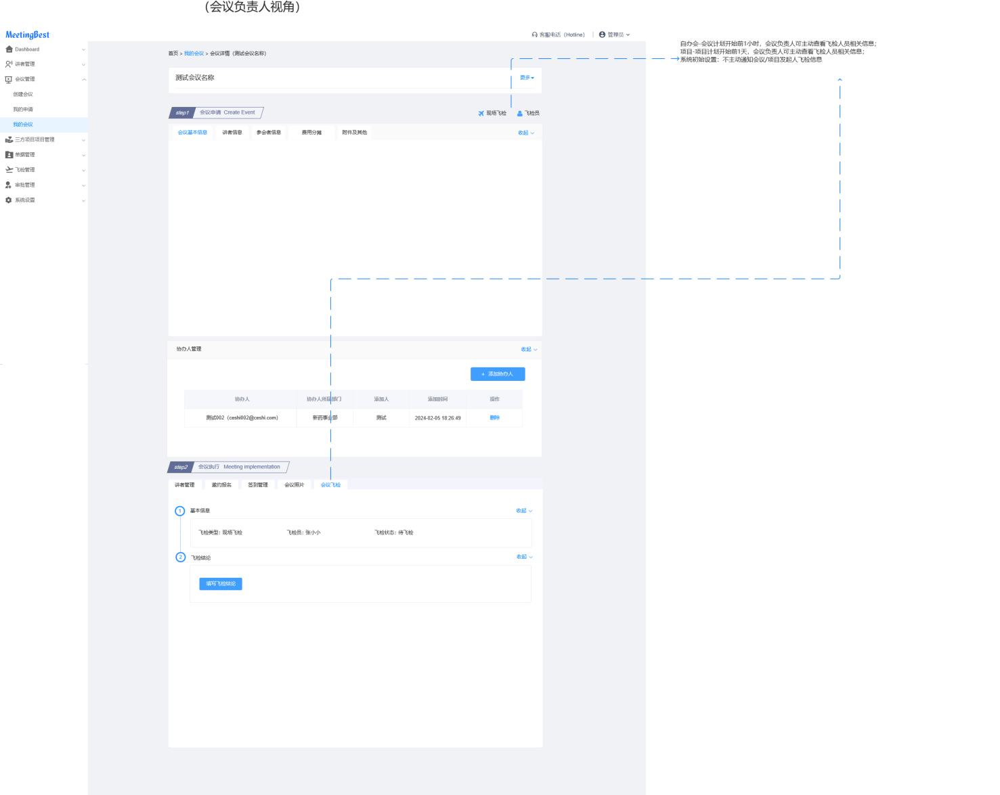 （会议负责人视角）
MeetingBest
客服电话（Hotline）
管理员
Dashboard
讲者管理
会议管理
创建会议
我的申请
我的会议
三方项目项目管理
单据管理
飞检管理
审批管理
系统设置
首页 > 我的会议 > 会议详情（测试会议名称）
自办会-会议计划开始前1小时，会议负责人可主动查看飞检人员相关信息；
项目-项目计划开始前1天，会议负责人可主动查看飞检人员相关信息；
系统初始设置：不主动通知会议/项目发起人飞检信息
测试会议名称
更多
step1 会议申请 Create Event
现场飞检
飞检员
会议基本信息 讲者信息 参会者信息 费用分摊 附件及其他
收起
协办人管理
收起
+ 添加协办人
协办人 协办人所属部门 添加人 添加时间 操作
测试002（ceshi002@ceshi.com） 新药事业部 测试 2024-02-05 18:26:49 删除
step2 会议执行 Meeting implementation
讲者管理 邀约报名 签到管理 会议照片 会议飞检
1 基本信息
收起
飞检类型：现场飞检 飞检员：张小小 飞检状态：待飞检
2 飞检结论
收起
填写飞检结论